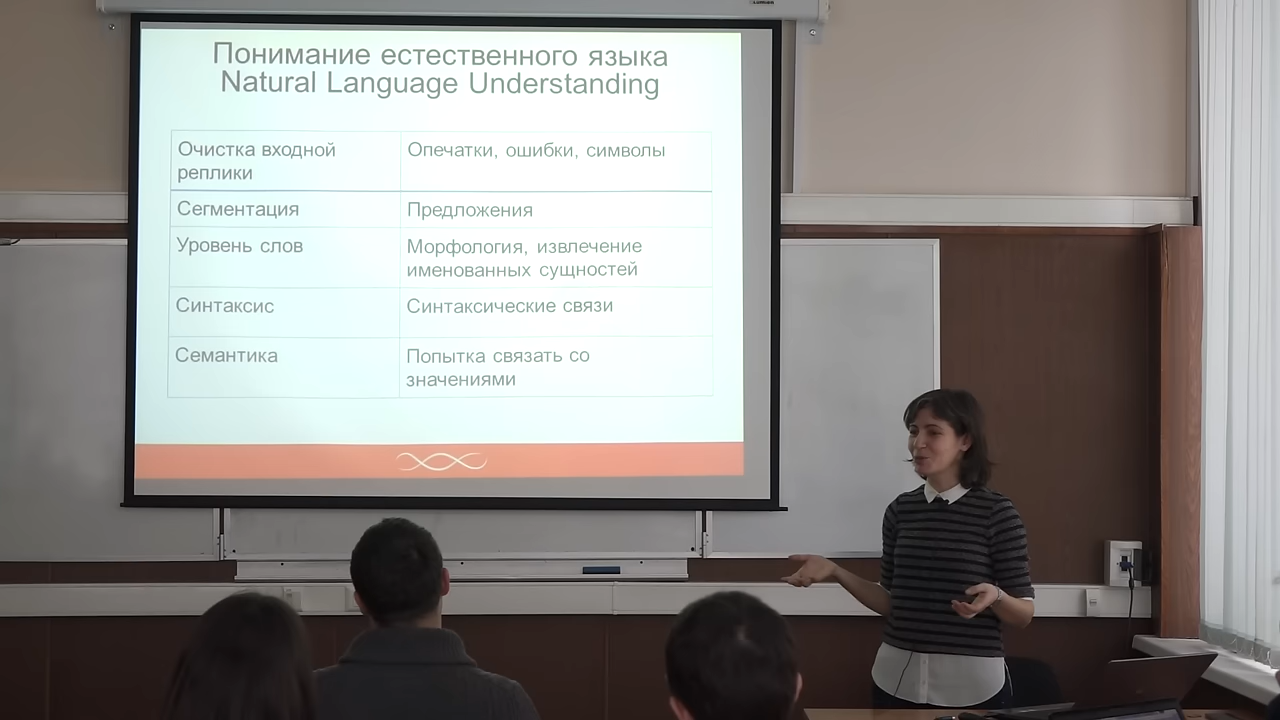 Понимание естественного языка
Natural Language Understanding
Очистка входной
реплики
Опечатки, ошибки, символы
Сегментация
Предложения
Уровень слов
Морфология, извлечение
именованных сущностей
Синтаксис
Синтаксические связи
Семантика
Попытка связать со
значениями